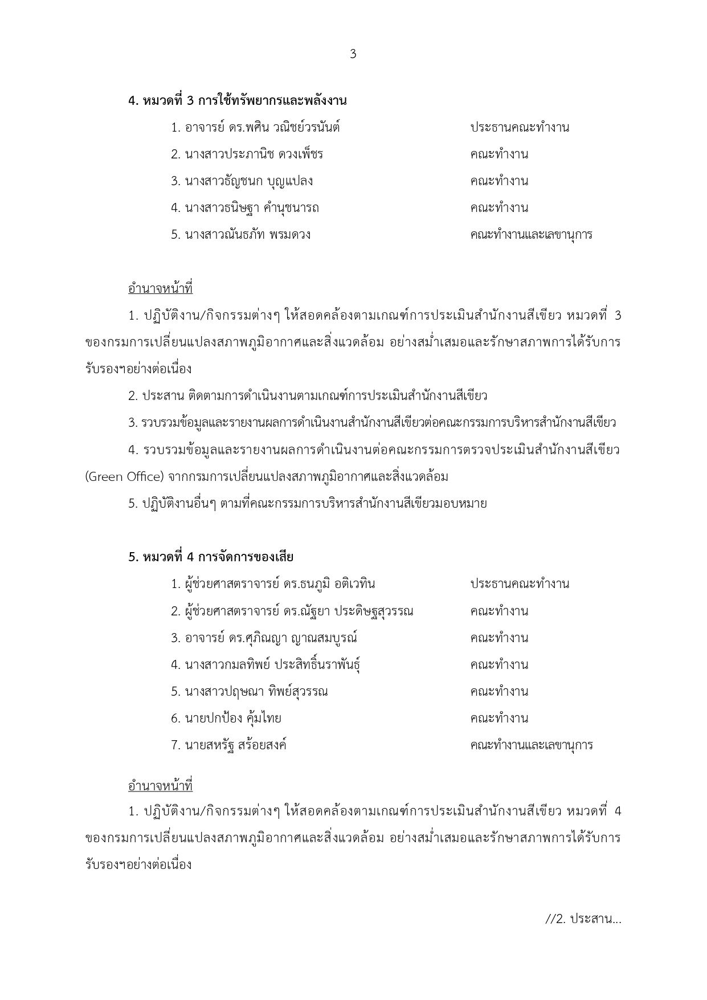 3
4. หมวดที่ 3 การใช้ทรัพยากรและพลังงาน
1. อาจารย์ ดร.พศิน วณิชย์วรนันต์ ประธานคณะทำงาน
2. นางสาวประภานิช ดวงเพ็ชร คณะทำงาน
3. นางสาวธัญชนก บุญแปลง คณะทำงาน
4. นางสาวธนิษฐา คำนุชนารถ คณะทำงาน
5. นางสาวณันธภัท พรมดวง คณะทำงานและเลขานุการ
อำนาจหน้าที่
1. ปฏิบัติงาน/กิจกรรมต่างๆ ให้สอดคล้องตามเกณฑ์การประเมินสำนักงานสีเขียว หมวดที่ 3
ของกรมการเปลี่ยนแปลงสภาพภูมิอากาศและสิ่งแวดล้อม อย่างสม่ำเสมอและรักษาสภาพการได้รับการ
รับรองฯอย่างต่อเนื่อง
2. ประสาน ติดตามการดำเนินงานตามเกณฑ์การประเมินสำนักงานสีเขียว
3. รวบรวมข้อมูลและรายงานผลการดำเนินงานสำนักงานสีเขียวต่อคณะกรรมการบริหารสำนักงานสีเขียว
4. รวบรวมข้อมูลและรายงานผลการดำเนินงานต่อคณะกรรมการตรวจประเมินสำนักงานสีเขียว
(Green Office) จากกรมการเปลี่ยนแปลงสภาพภูมิอากาศและสิ่งแวดล้อม
5. ปฏิบัติงานอื่นๆ ตามที่คณะกรรมการบริหารสำนักงานสีเขียวมอบหมาย
5. หมวดที่ 4 การจัดการของเสีย
1. ผู้ช่วยศาสตราจารย์ ดร.ธนภูมิ อติเวทิน ประธานคณะทำงาน
2. ผู้ช่วยศาสตราจารย์ ดร.ณัฐยา ประดิษฐสุวรรณ คณะทำงาน
3. อาจารย์ ดร.ศุภิณญา ญาณสมบูรณ์ คณะทำงาน
4. นางสาวกมลทิพย์ ประสิทธิ์นราพันธุ์ คณะทำงาน
5. นางสาวปฤษณา ทิพย์สุวรรณ คณะทำงาน
6. นายปกป้อง คุ้มไทย คณะทำงาน
7. นายสหรัฐ สร้อยสงค์ คณะทำงานและเลขานุการ
อำนาจหน้าที่
1. ปฏิบัติงาน/กิจกรรมต่างๆ ให้สอดคล้องตามเกณฑ์การประเมินสำนักงานสีเขียว หมวดที่ 4
ของกรมการเปลี่ยนแปลงสภาพภูมิอากาศและสิ่งแวดล้อม อย่างสม่ำเสมอและรักษาสภาพการได้รับการ
รับรองฯอย่างต่อเนื่อง
//2. ประสาน...